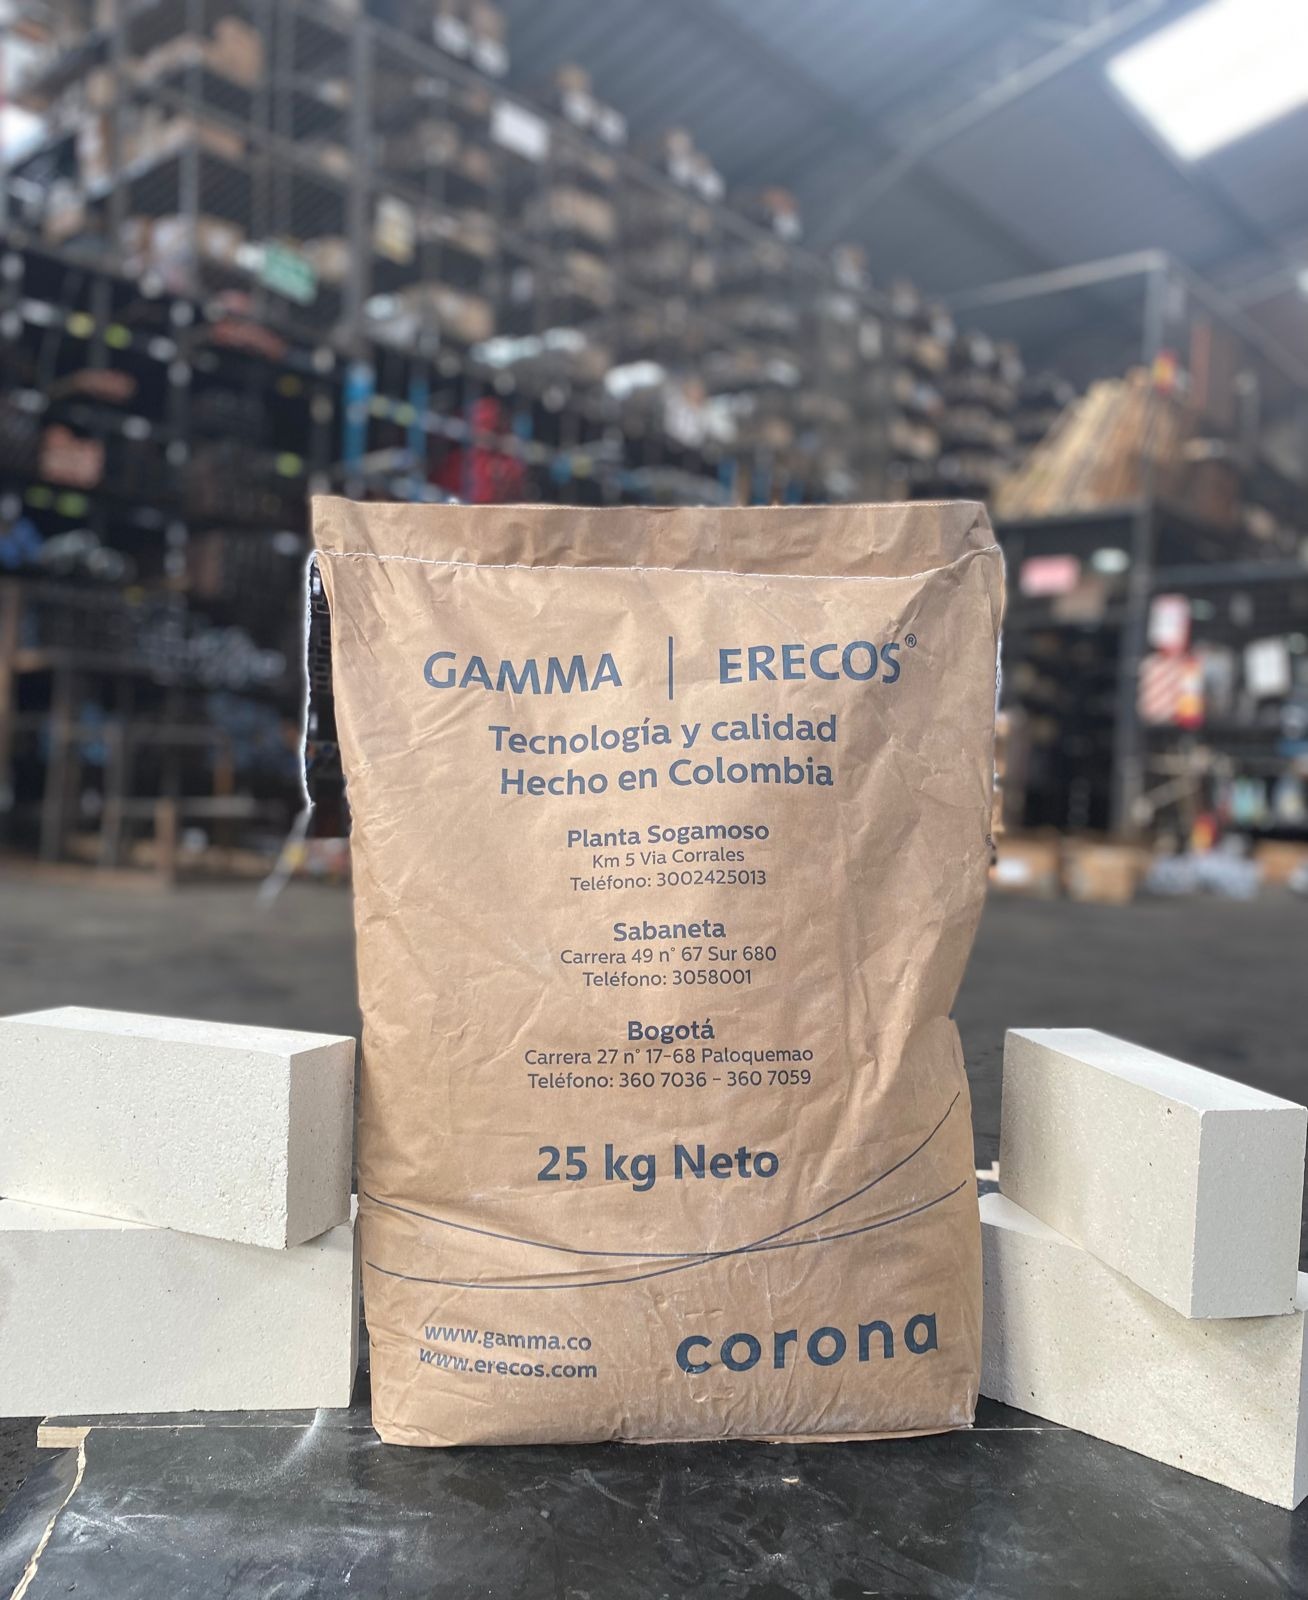 GAMMA | ERECOS®
Tecnología y calidad
Hecho en Colombia
Planta Sogamoso
Km 5 Via Corrales
Teléfono: 3002425013
Sabaneta
Carrera 49 n° 67 Sur 680
Teléfono: 3058001
Bogotá
Carrera 27 n° 17-68 Paloquemao
Teléfono: 360 7036 - 360 7059
25 kg Neto
www.gamma.co
www.erecos.com
corona